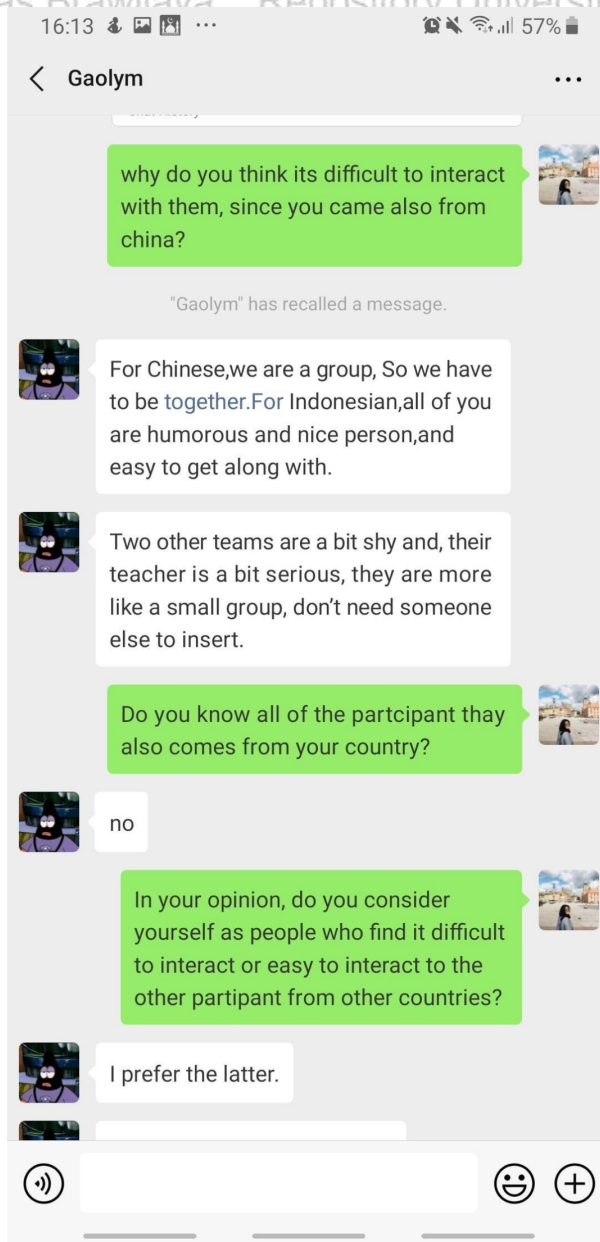 16:13 ... 57%
Gaolym
why do you think its difficult to interact
with them, since you came also from
china?
"Gaolym" has recalled a message.
For Chinese,we are a group, So we have
to be together.For Indonesian,all of you
are humorous and nice person,and
easy to get along with.
Two other teams are a bit shy and, their
teacher is a bit serious, they are more
like a small group, don't need someone
else to insert.
Do you know all of the partcipant thay
also comes from your country?
no
In your opinion, do you consider
yourself as people who find it difficult
to interact or easy to interact to the
other partipant from other countries?
I prefer the latter.